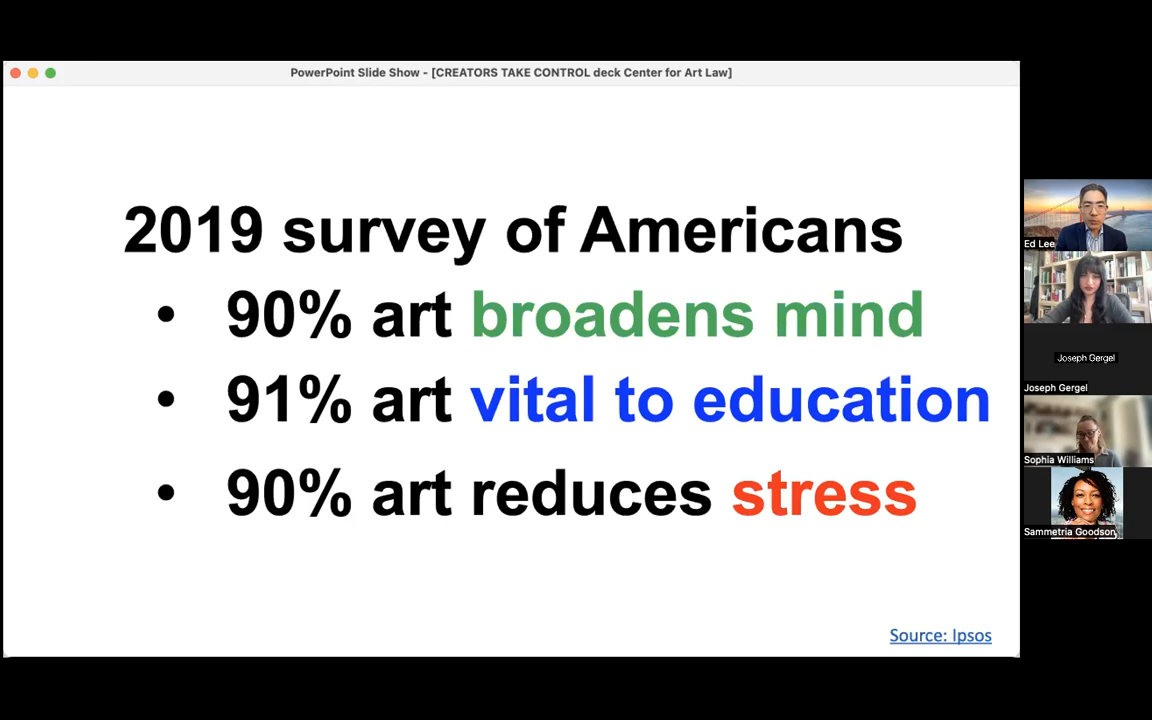 PowerPoint Slide Show - [CREATORS TAKE CONTROL deck Center for Art Law]
2019 survey of Americans
• 90% art broadens mind
• 91% art vital to education
• 90% art reduces stress
Source: Ipsos
Ed Lee
Joseph Gergel
Joseph Gergel
Sophia Williams
Sammetria Goodson